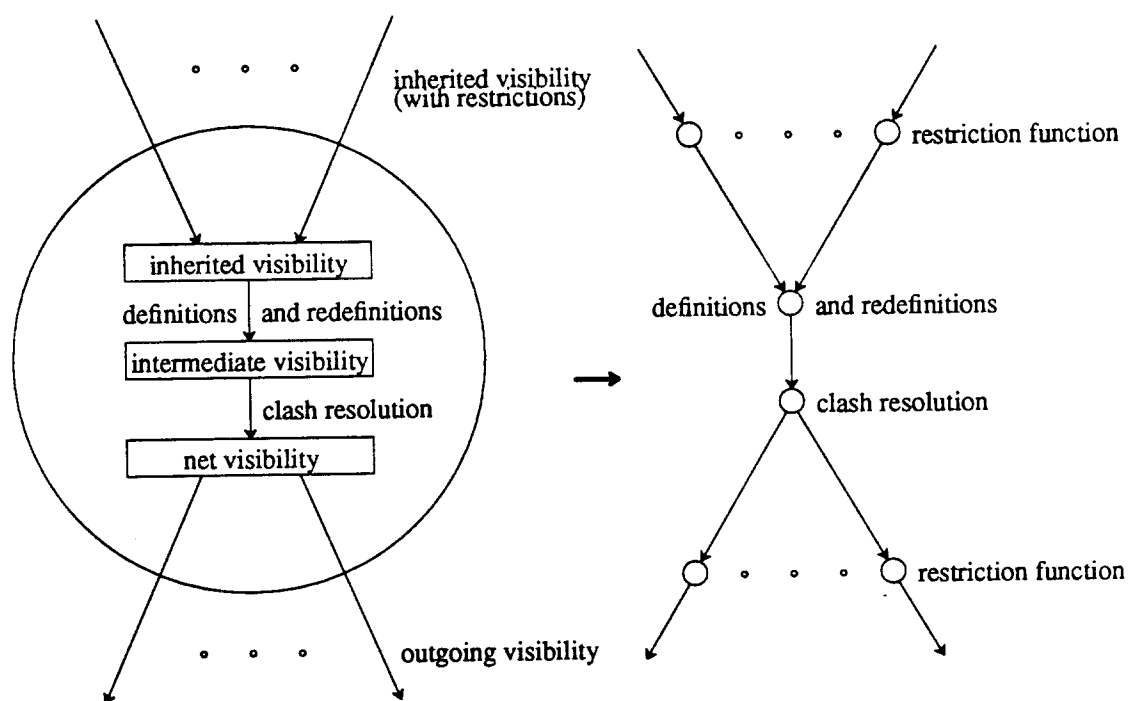 inherited visibility
(with restrictions)
inherited visibility
definitions and redefinitions
intermediate visibility
clash resolution
net visibility
outgoing visibility
restriction function
definitions and redefinitions
clash resolution
restriction function